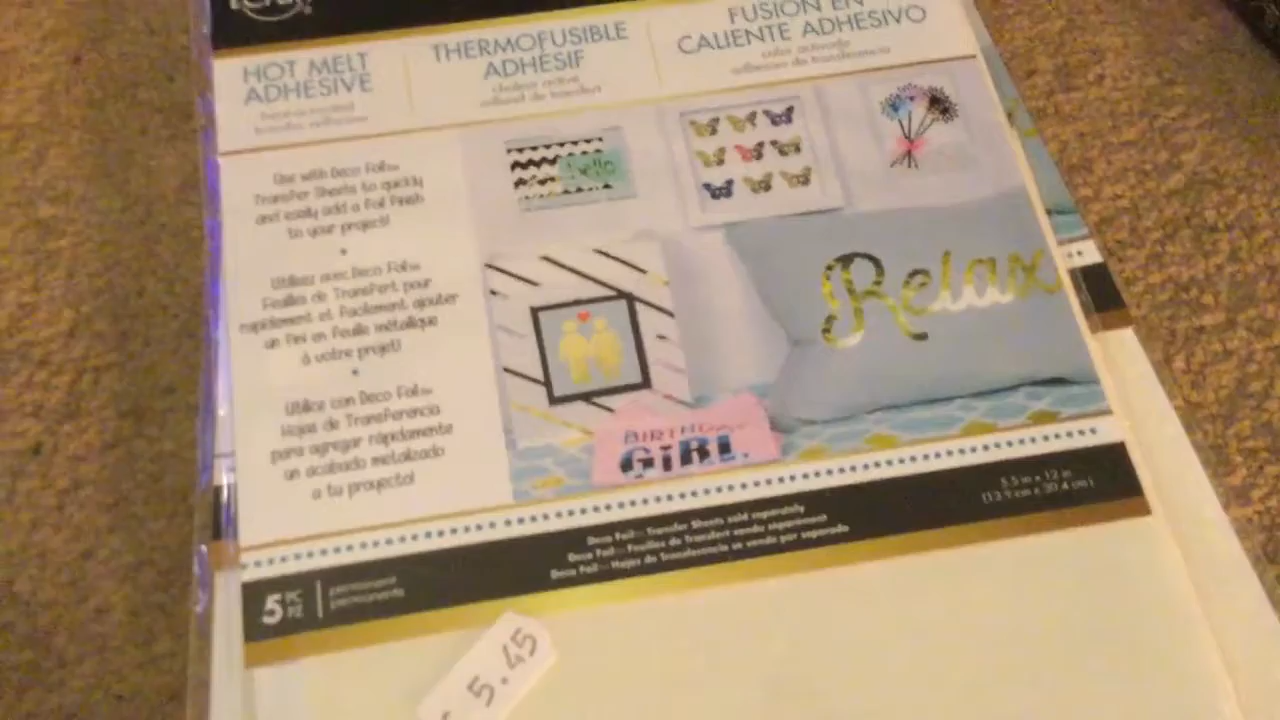 HOT MELT
ADHESIVE
THERMOFUSIBLE
ADHÉSIF
FUSIÓN EN
CALIENTE ADHESIVO
Use with Deco Foil™
Transfer Sheets to quickly
and easily add a Foil Finish
to your project!
Utilisez avec Deco Foil™
Feuilles de Transfert pour
rapidement et facilement ajouter
un fini en feuille métallique
à votre projet!
Utilice con Deco Foil™
Hojas de Transferencia
para agregar rápidamente
un acabado metalizado
a tu proyecto!
hello
Relax
BIRTHDAY
GIRL
Deco Foil™ Transfer Sheets sold separately
Deco Foil™ Feuilles de Transfert vendu séparément
Deco Foil™ Hojas de Transferencia se vende por separado
5.5 in x 12 in
(13.9 cm x 30.4 cm)
5 PC
PZ
permanent
permanente
5.45